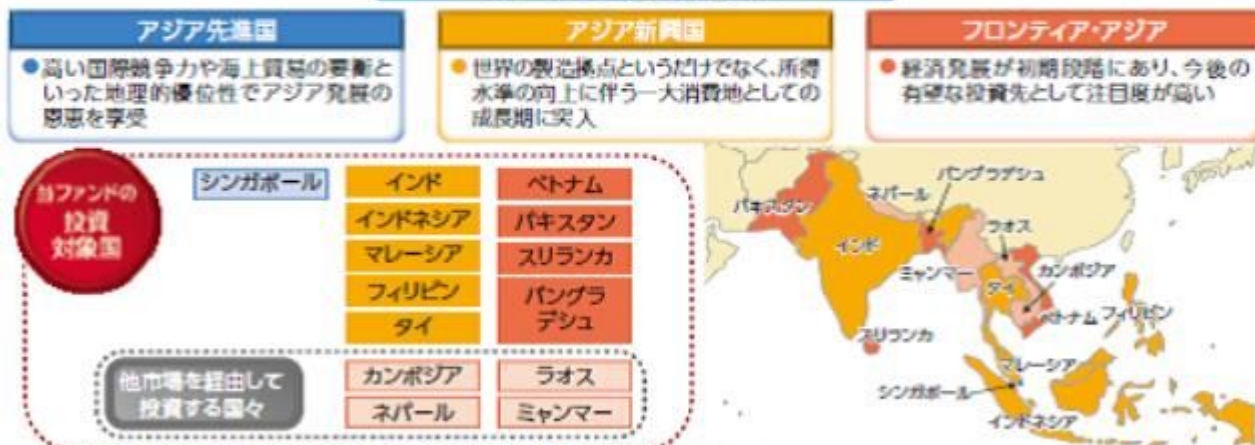 アジア先進国
●高い国際競争力や海上貿易の要衝と
いった地理的優位性でアジア発展の
恩恵を享受
アジア新興国
●世界の製造拠点というだけでなく、所得
水準の向上に伴う一大消費地としての
成長期に突入
フロンティア・アジア
●経済発展が初期段階にあり、今後の
有望な投資先として注目度が高い
当ファンドの
投資
対象国
シンガポール
インド
インドネシア
マレーシア
フィリピン
タイ
ベトナム
パキスタン
スリランカ
バングラ
デシュ
他市場を経由して
投資する国々
カンボジア
ラオス
ネパール
ミャンマー
バングラデシュ
ネパール
パキスタン
ラオス
インド
ミャンマー
カンボジア
タイ
ベトナム
フィリピン
スリランカ
マレーシア
シンガポール
インドネシア